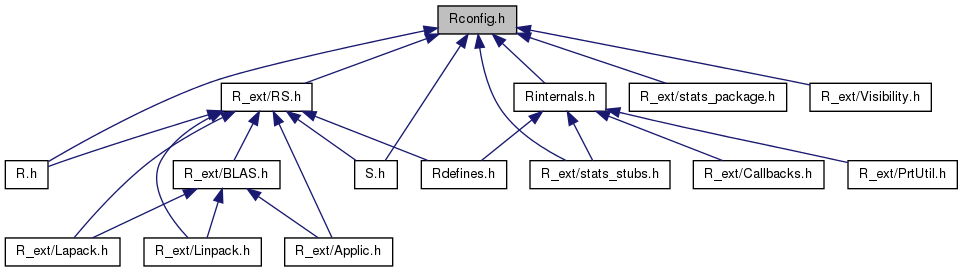 Rconfig.h
R_ext/RS.h
Rinternals.h
R_ext/stats_package.h
R_ext/Visibility.h
R.h
R_ext/BLAS.h
S.h
Rdefines.h
R_ext/stats_stubs.h
R_ext/Callbacks.h
R_ext/PrtUtil.h
R_ext/Lapack.h
R_ext/Linpack.h
R_ext/Applic.h